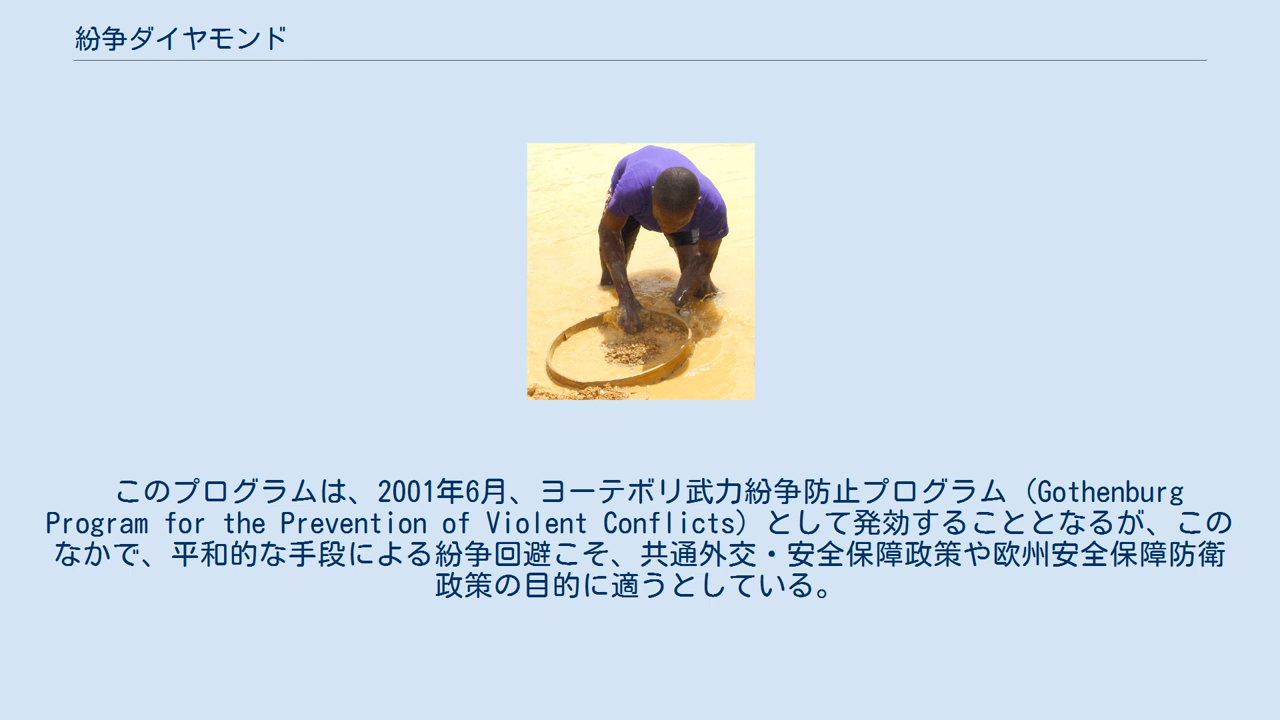 紛争ダイヤモンド
このプログラムは、2001年6月、ヨーテボリ武力紛争防止プログラム（Gothenburg
Program for the Prevention of Violent Conflicts）として発効することとなるが、この
なかで、平和的な手段による紛争回避こそ、共通外交・安全保障政策や欧州安全保障防衛
政策の目的に適うとしている。